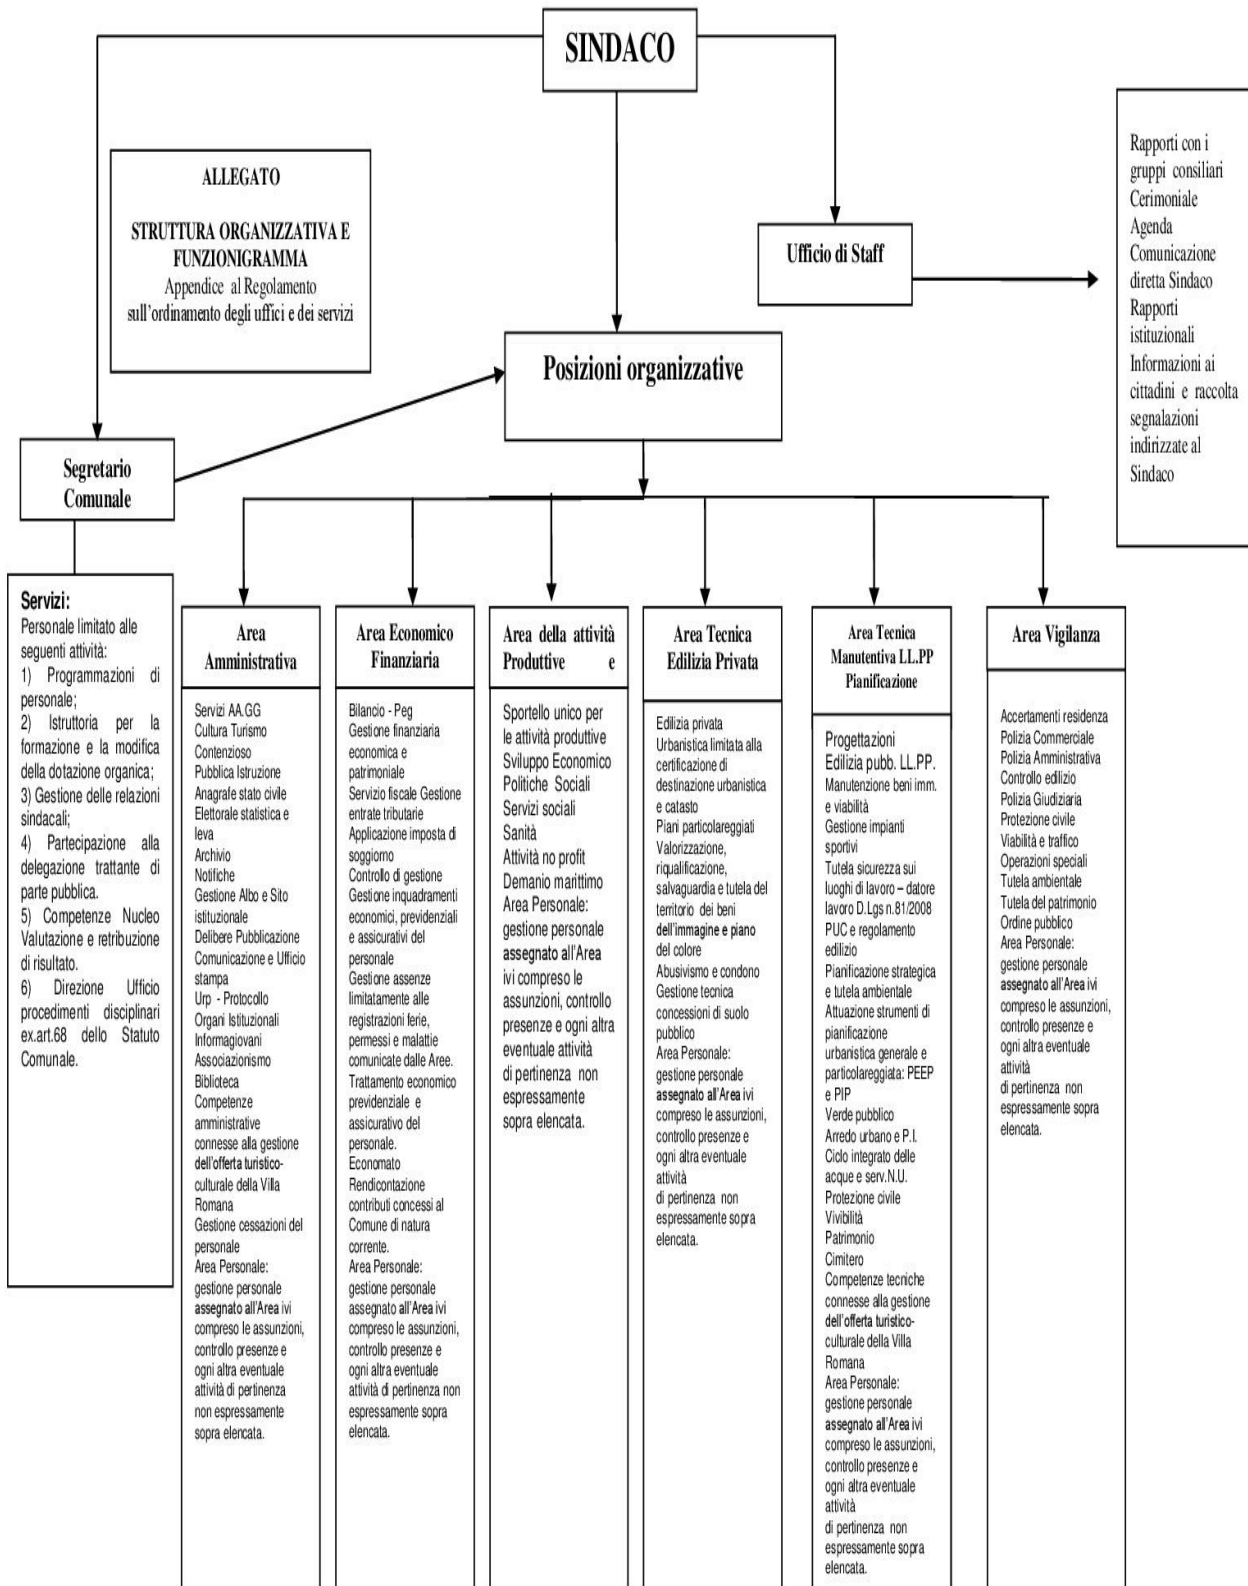 SINDACO
ALLEGATO
STRUTTURA ORGANIZZATIVA E
FUNZIONIGRAMMA
Appendice al Regolamento
sull'ordinamento degli uffici e dei servizi
Ufficio di Staff
Rapporti con i
gruppi consiliari
Cerimoniale
Agenda
Comunicazione
diretta Sindaco
Rapporti
istituzionali
Informazioni ai
cittadini e raccolta
segnalazioni
indirizzate al
Sindaco
Posizioni organizzative
Segretario
Comunale
Servizi:
Personale limitato alle
seguenti attività:
1) Programmazioni di
personale;
2) Istruttoria per la
formazione e la modifica
della dotazione organica;
3) Gestione delle relazioni
sindacali;
4) Partecipazione alla
delegazione trattante di
parte pubblica.
5) Competenze Nucleo
Valutazione e retribuzione
di risultato.
6) Direzione Ufficio
procedimenti disciplinari
ex.art.68 dello Statuto
Comunale.
Area
Amministrativa
Servizi AA.GG
Cultura Turismo
Contenzioso
Pubblica Istruzione
Anagrafe stato civile
Elettorale statistica e
leva
Archivio
Notifiche
Gestione Albo e Sito
istituzionale
Delibere Pubblicazione
Comunicazione e Ufficio
stampa
Urp - Protocollo
Organi Istituzionali
Informagiovani
Associazionismo
Biblioteca
Competenze
amministrative
connesse alla gestione
dell'offerta turistico-
culturale della Villa
Romana
Gestione cessazioni del
personale
Area Personale:
gestione personale
assegnato all'Area ivi
compreso le assunzioni,
controllo presenze e
ogni altra eventuale
attività di pertinenza
non espressamente
sopra elencata.
Area Economico
Finanziaria
Bilancio - Peg
Gestione finanziaria
economica e
patrimoniale
Servizio fiscale Gestione
entrate tributarie
Applicazione imposta di
soggiorno
Controllo di gestione
Gestione inquadramenti
economici, previdenziali
e assicurativi del
personale
Gestione assenze
limitatamente alle
registrazioni ferie,
permessi e malattie
comunicate dalle Aree.
Trattamento economico
previdenziale e
assicurativo del
personale.
Economato
Rendicontazione
contributi concessi al
Comune di natura
corrente.
Area Personale:
gestione personale
assegnato all'Area ivi
compreso le assunzioni,
controllo presenze e
ogni altra eventuale
attività di pertinenza non
espressamente sopra
elencata.
Area della attività
Produttive e
Sportello unico per
le attività produttive
Sviluppo Economico
Politiche Sociali
Servizi sociali
Sanità
Attività no profit
Demanio marittimo
Area Personale:
gestione personale
assegnato all'Area
ivi compreso le
assunzioni, controllo
presenze e ogni altra
eventuale attività
di pertinenza non
espressamente
sopra elencata.
Area Tecnica
Edilizia Privata
Edilizia privata
Urbanistica limitata alla
certificazione di
destinazione urbanistica
e catasto
Piani particolareggiati
Valorizzazione,
riqualificazione,
salvaguardia e tutela del
territorio dei beni
dell'immagine e piano
del colore
Abusivismo e condono
Gestione tecnica
concessioni di suolo
pubblico
Area Personale:
gestione personale
assegnato all'Area ivi
compreso le assunzioni,
controllo presenze e
ogni altra eventuale
attività
di pertinenza non
espressamente sopra
elencata.
Area Tecnica
Manutentiva LL.PP
Pianificazione
Progettazioni
Edilizia pubb. LL.PP.
Manutenzione beni imm.
e viabilità
Gestione impianti
sportivi
Tutela sicurezza sui
luoghi di lavoro – datore
lavoro D.Lgs n.81/2008
PUC e regolamento
edilizio
Pianificazione strategica
e tutela ambientale
Attuazione strumenti di
pianificazione
urbanistica generale e
particolareggiata: PEEP
e PIP
Verde pubblico
Arredo urbano e P.I.
Ciclo integrato delle
acque e serv.N.U.
Protezione civile
Vivibilità
Patrimonio
Cimitero
Competenze tecniche
connesse alla gestione
dell'offerta turistico-
culturale della Villa
Romana
Area Personale:
gestione personale
assegnato all'Area ivi
compreso le assunzioni,
controllo presenze e
ogni altra eventuale
attività
di pertinenza non
espressamente sopra
elencata.
Area Vigilanza
Accertamenti residenza
Polizia Commerciale
Polizia Amministrativa
Controllo edilizio
Polizia Giudiziaria
Protezione civile
Viabilità e traffico
Operazioni speciali
Tutela ambientale
Tutela del patrimonio
Ordine pubblico
Area Personale:
gestione personale
assegnato all'Area ivi
compreso le assunzioni,
controllo presenze e
ogni altra eventuale
attività
di pertinenza non
espressamente sopra
elencata.